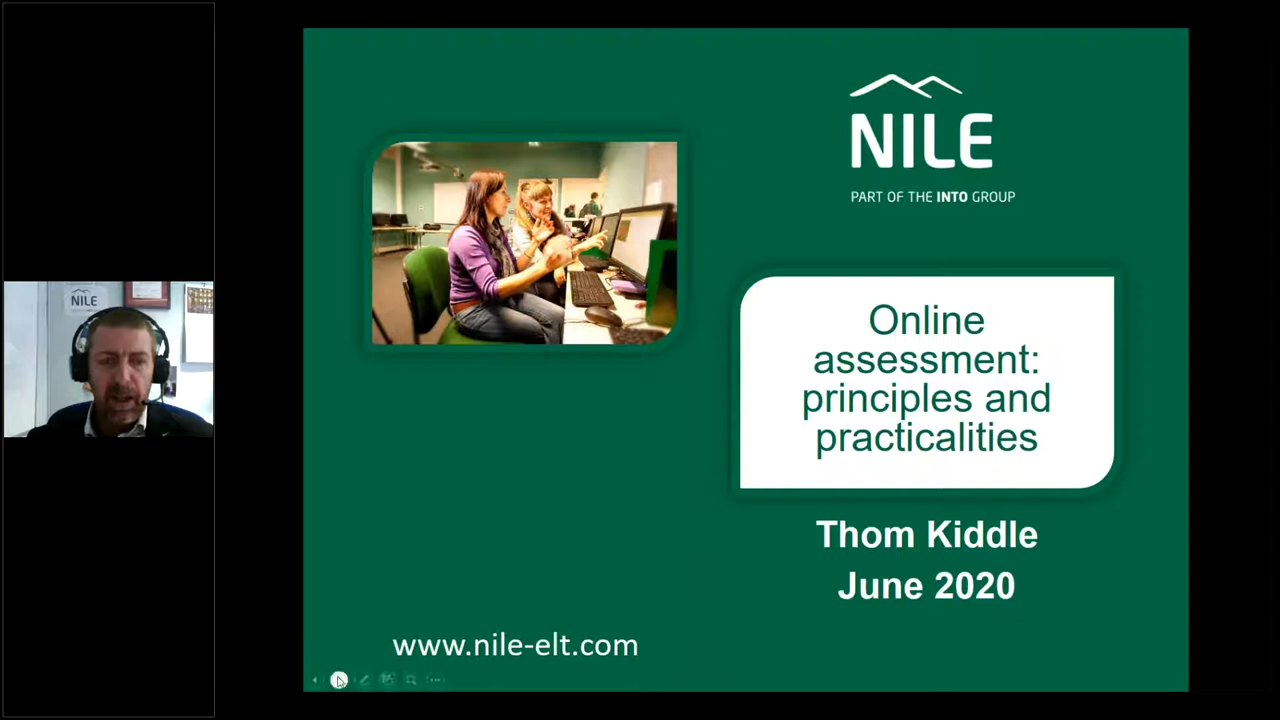 NILE
PART OF THE INTO GROUP
NILE
Online
assessment:
principles and
practicalities
Thom Kiddle
June 2020
www.nile-elt.com